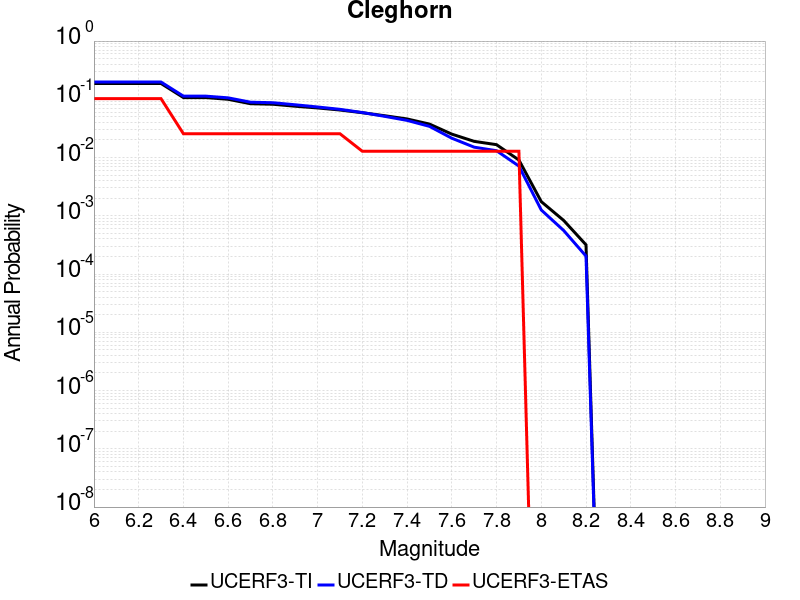 Cleghorn
10^0
10^-1
10^-2
10^-3
10^-4
10^-5
10^-6
10^-7
10^-8
Annual Probability
6 6.2 6.4 6.6 6.8 7 7.2 7.4 7.6 7.8 8 8.2 8.4 8.6 8.8 9
Magnitude
UCERF3-TI UCERF3-TD UCERF3-ETAS